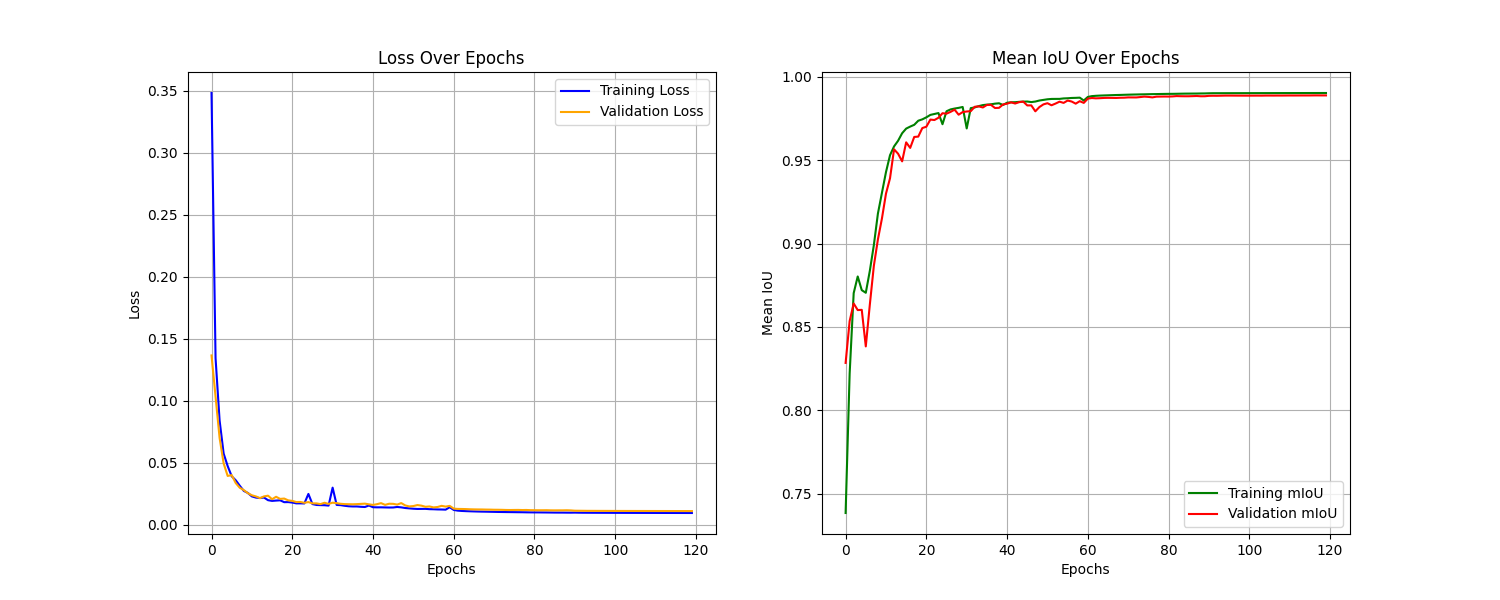 Loss Over Epochs
0.35
0.30
0.25
0.20
0.15
0.10
0.05
0.00
Loss
0 20 40 60 80 100 120
Epochs
Training Loss
Validation Loss
Mean IoU Over Epochs
1.00
0.95
0.90
0.85
0.80
0.75
Mean IoU
0 20 40 60 80 100 120
Epochs
Training mIoU
Validation mIoU